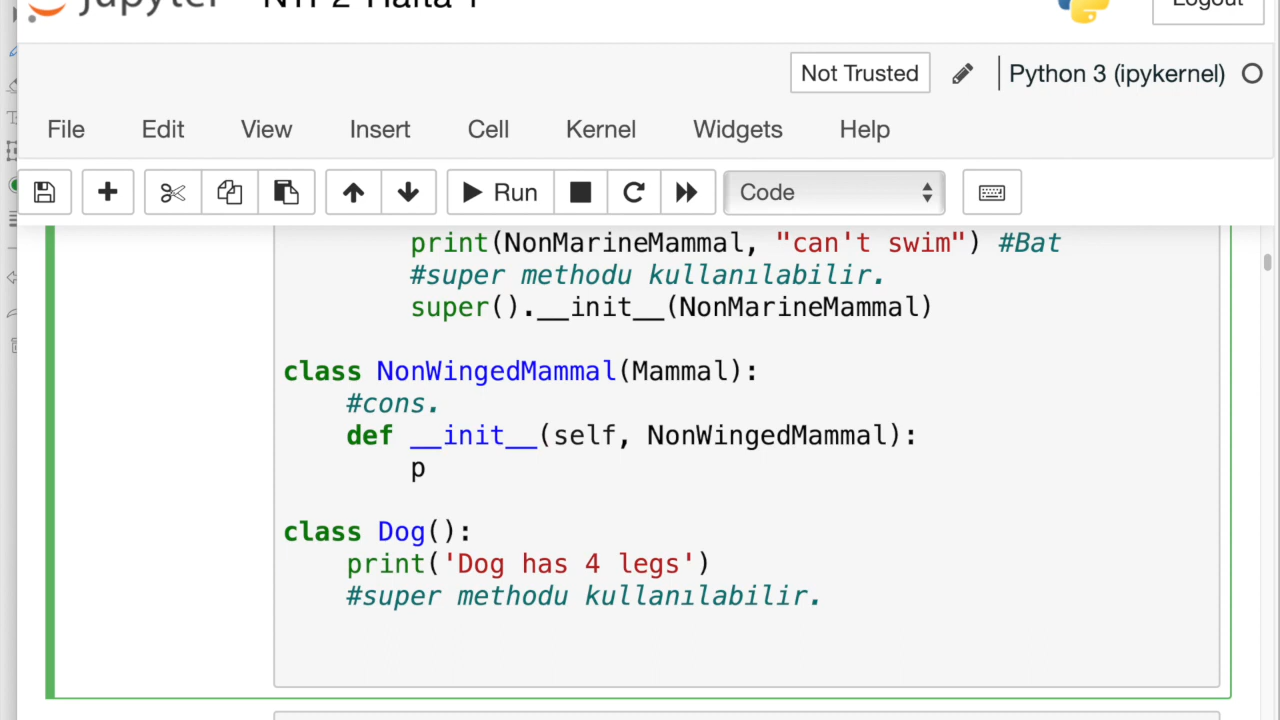 Logout
Not Trusted
Python 3 (ipykernel)
File Edit View Insert Cell Kernel Widgets Help
Run
Code
print(NonMarineMammal, "can't swim") #Bat
#super methodu kullanılabilir.
super().__init__(NonMarineMammal)
class NonWingedMammal(Mammal):
#cons.
def __init__(self, NonWingedMammal):
p
class Dog():
print('Dog has 4 legs')
#super methodu kullanılabilir.